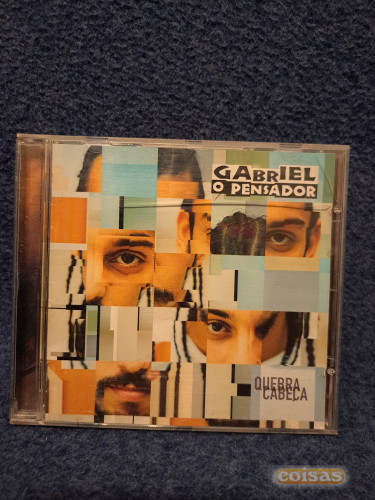 GABRIEL
O PENSADOR
QUEBRA
CABEÇA
coisas